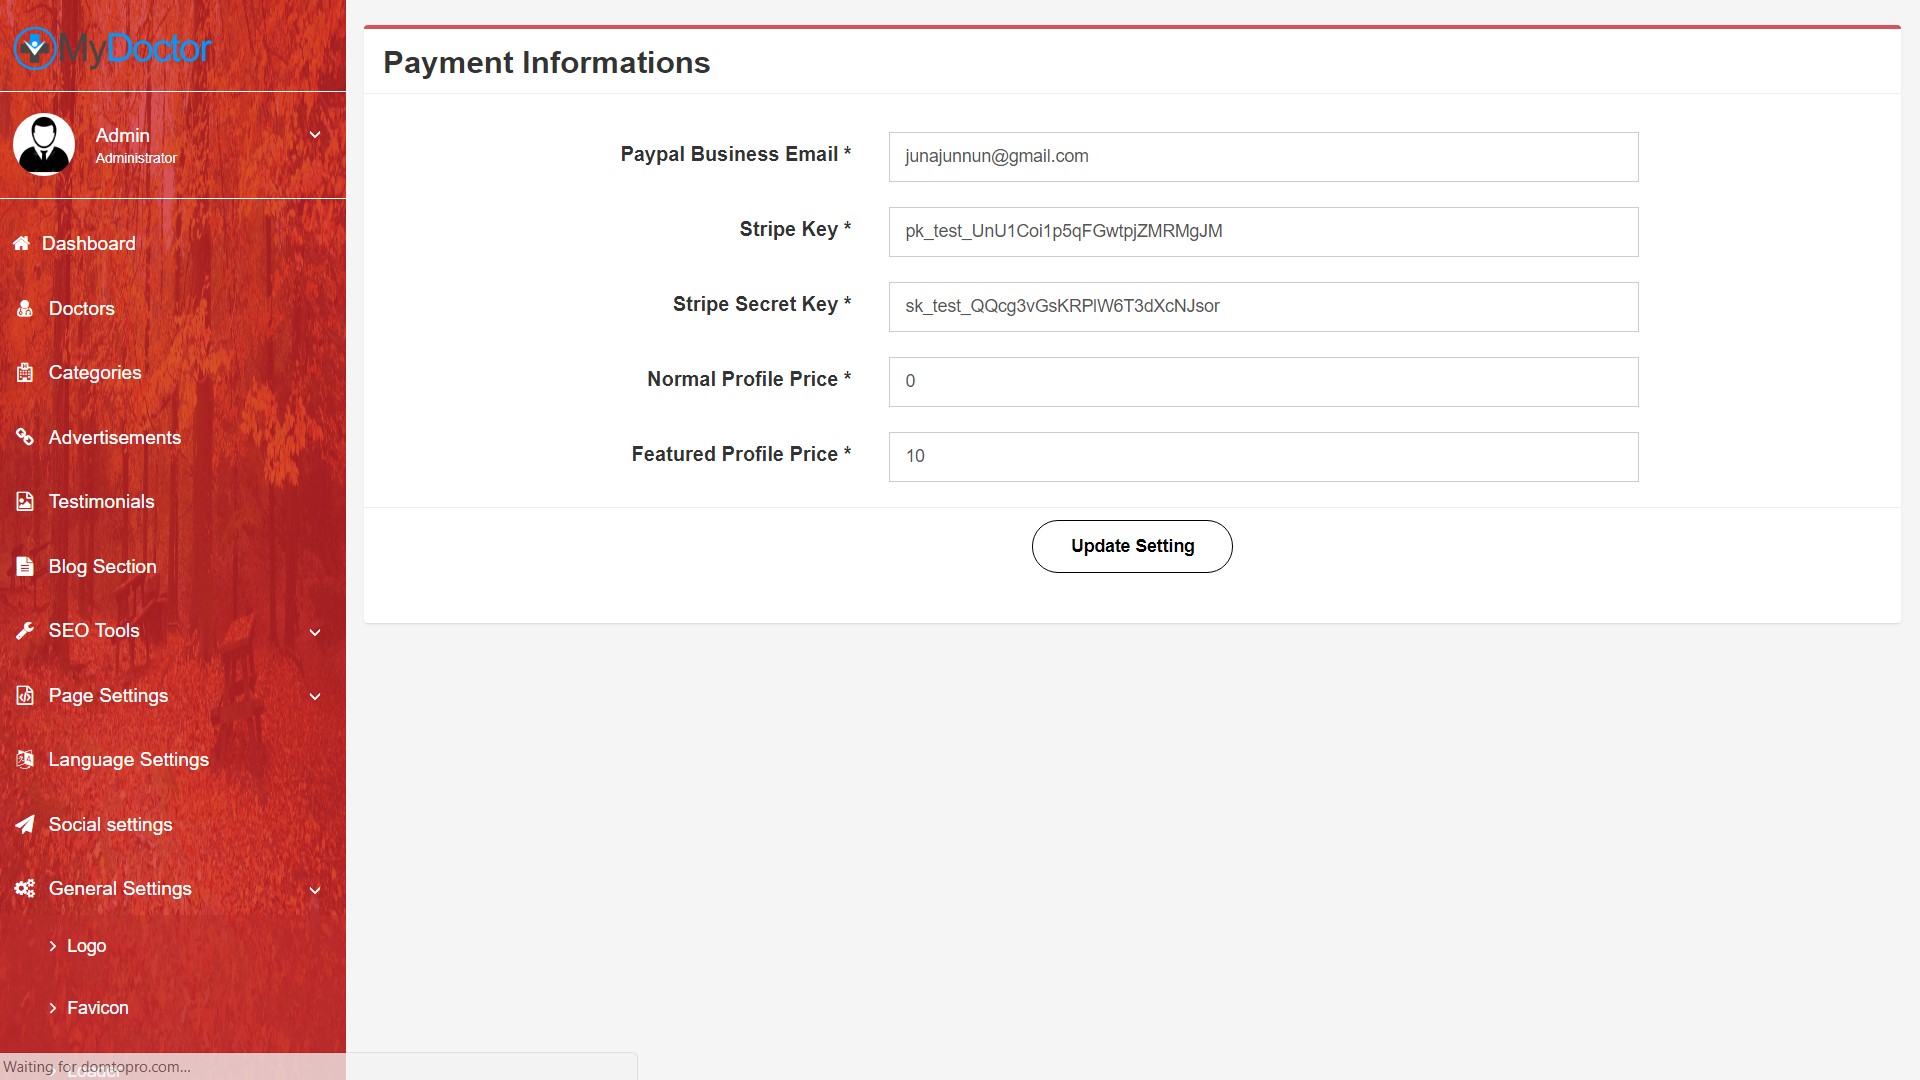 MyDoctor
Admin
Administrator
Dashboard
Doctors
Categories
Advertisements
Testimonials
Blog Section
SEO Tools
Page Settings
Language Settings
Social settings
General Settings
Logo
Favicon
Loader
Waiting for domtopro.com...
Payment Informations
Paypal Business Email *
junajunnun@gmail.com
Stripe Key *
pk_test_UnU1Coi1p5qFGwtpjZMRMgJM
Stripe Secret Key *
sk_test_QQcg3vGsKRPlW6T3dXcNJsor
Normal Profile Price *
0
Featured Profile Price *
10
Update Setting